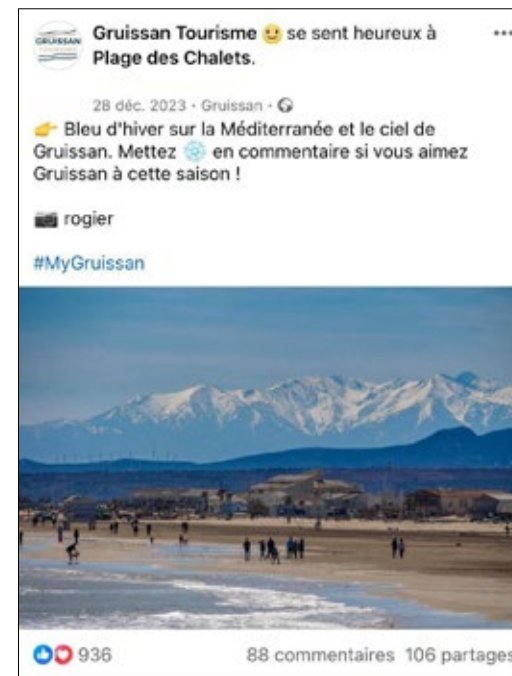 GRUISSAN
Gruissan Tourisme 🙂 se sent heureux à
Plage des Chalets.
28 déc. 2023 · Gruissan ·
👉 Bleu d'hiver sur la Méditerranée et le ciel de
Gruissan. Mettez ❄️ en commentaire si vous aimez
Gruissan à cette saison !
📷 rogier
#MyGruissan
936
88 commentaires 106 partages